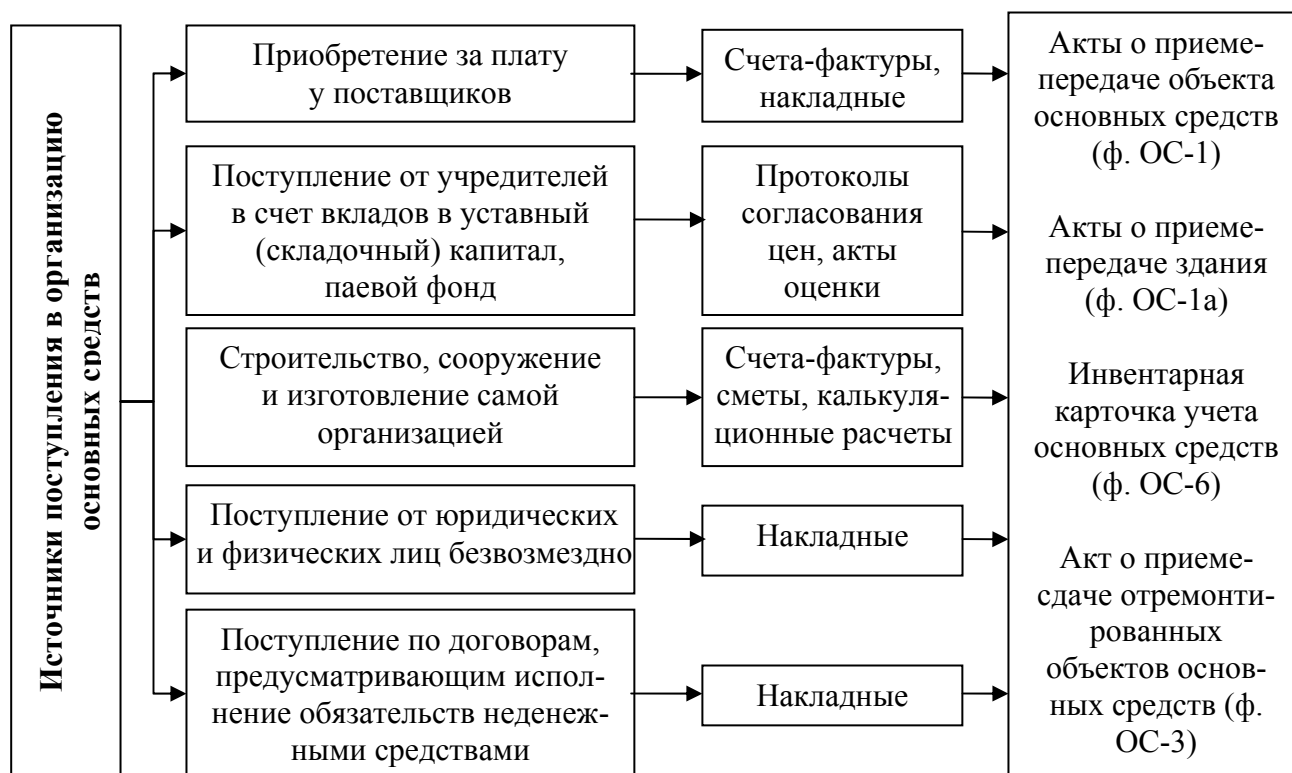 Источники поступления в организацию
основных средств
Приобретение за плату
у поставщиков
Счета-фактуры,
накладные
Поступление от учредителей
в счет вкладов в уставный
(складочный) капитал,
паевой фонд
Протоколы
согласования
цен, акты
оценки
Строительство, сооружение
и изготовление самой
организацией
Счета-фактуры,
сметы, калькуля-
ционные расчеты
Поступление от юридических
и физических лиц безвозмездно
Накладные
Поступление по договорам,
предусматривающим испол-
нение обязательств неденеж-
ными средствами
Накладные
Акты о приеме-
передаче объекта
основных средств
(ф. ОС-1)
Акты о приеме-
передаче здания
(ф. ОС-1а)
Инвентарная
карточка учета
основных средств
(ф. ОС-6)
Акт о приеме-
сдаче отремонти-
рованных
объектов основ-
ных средств (ф.
ОС-3)